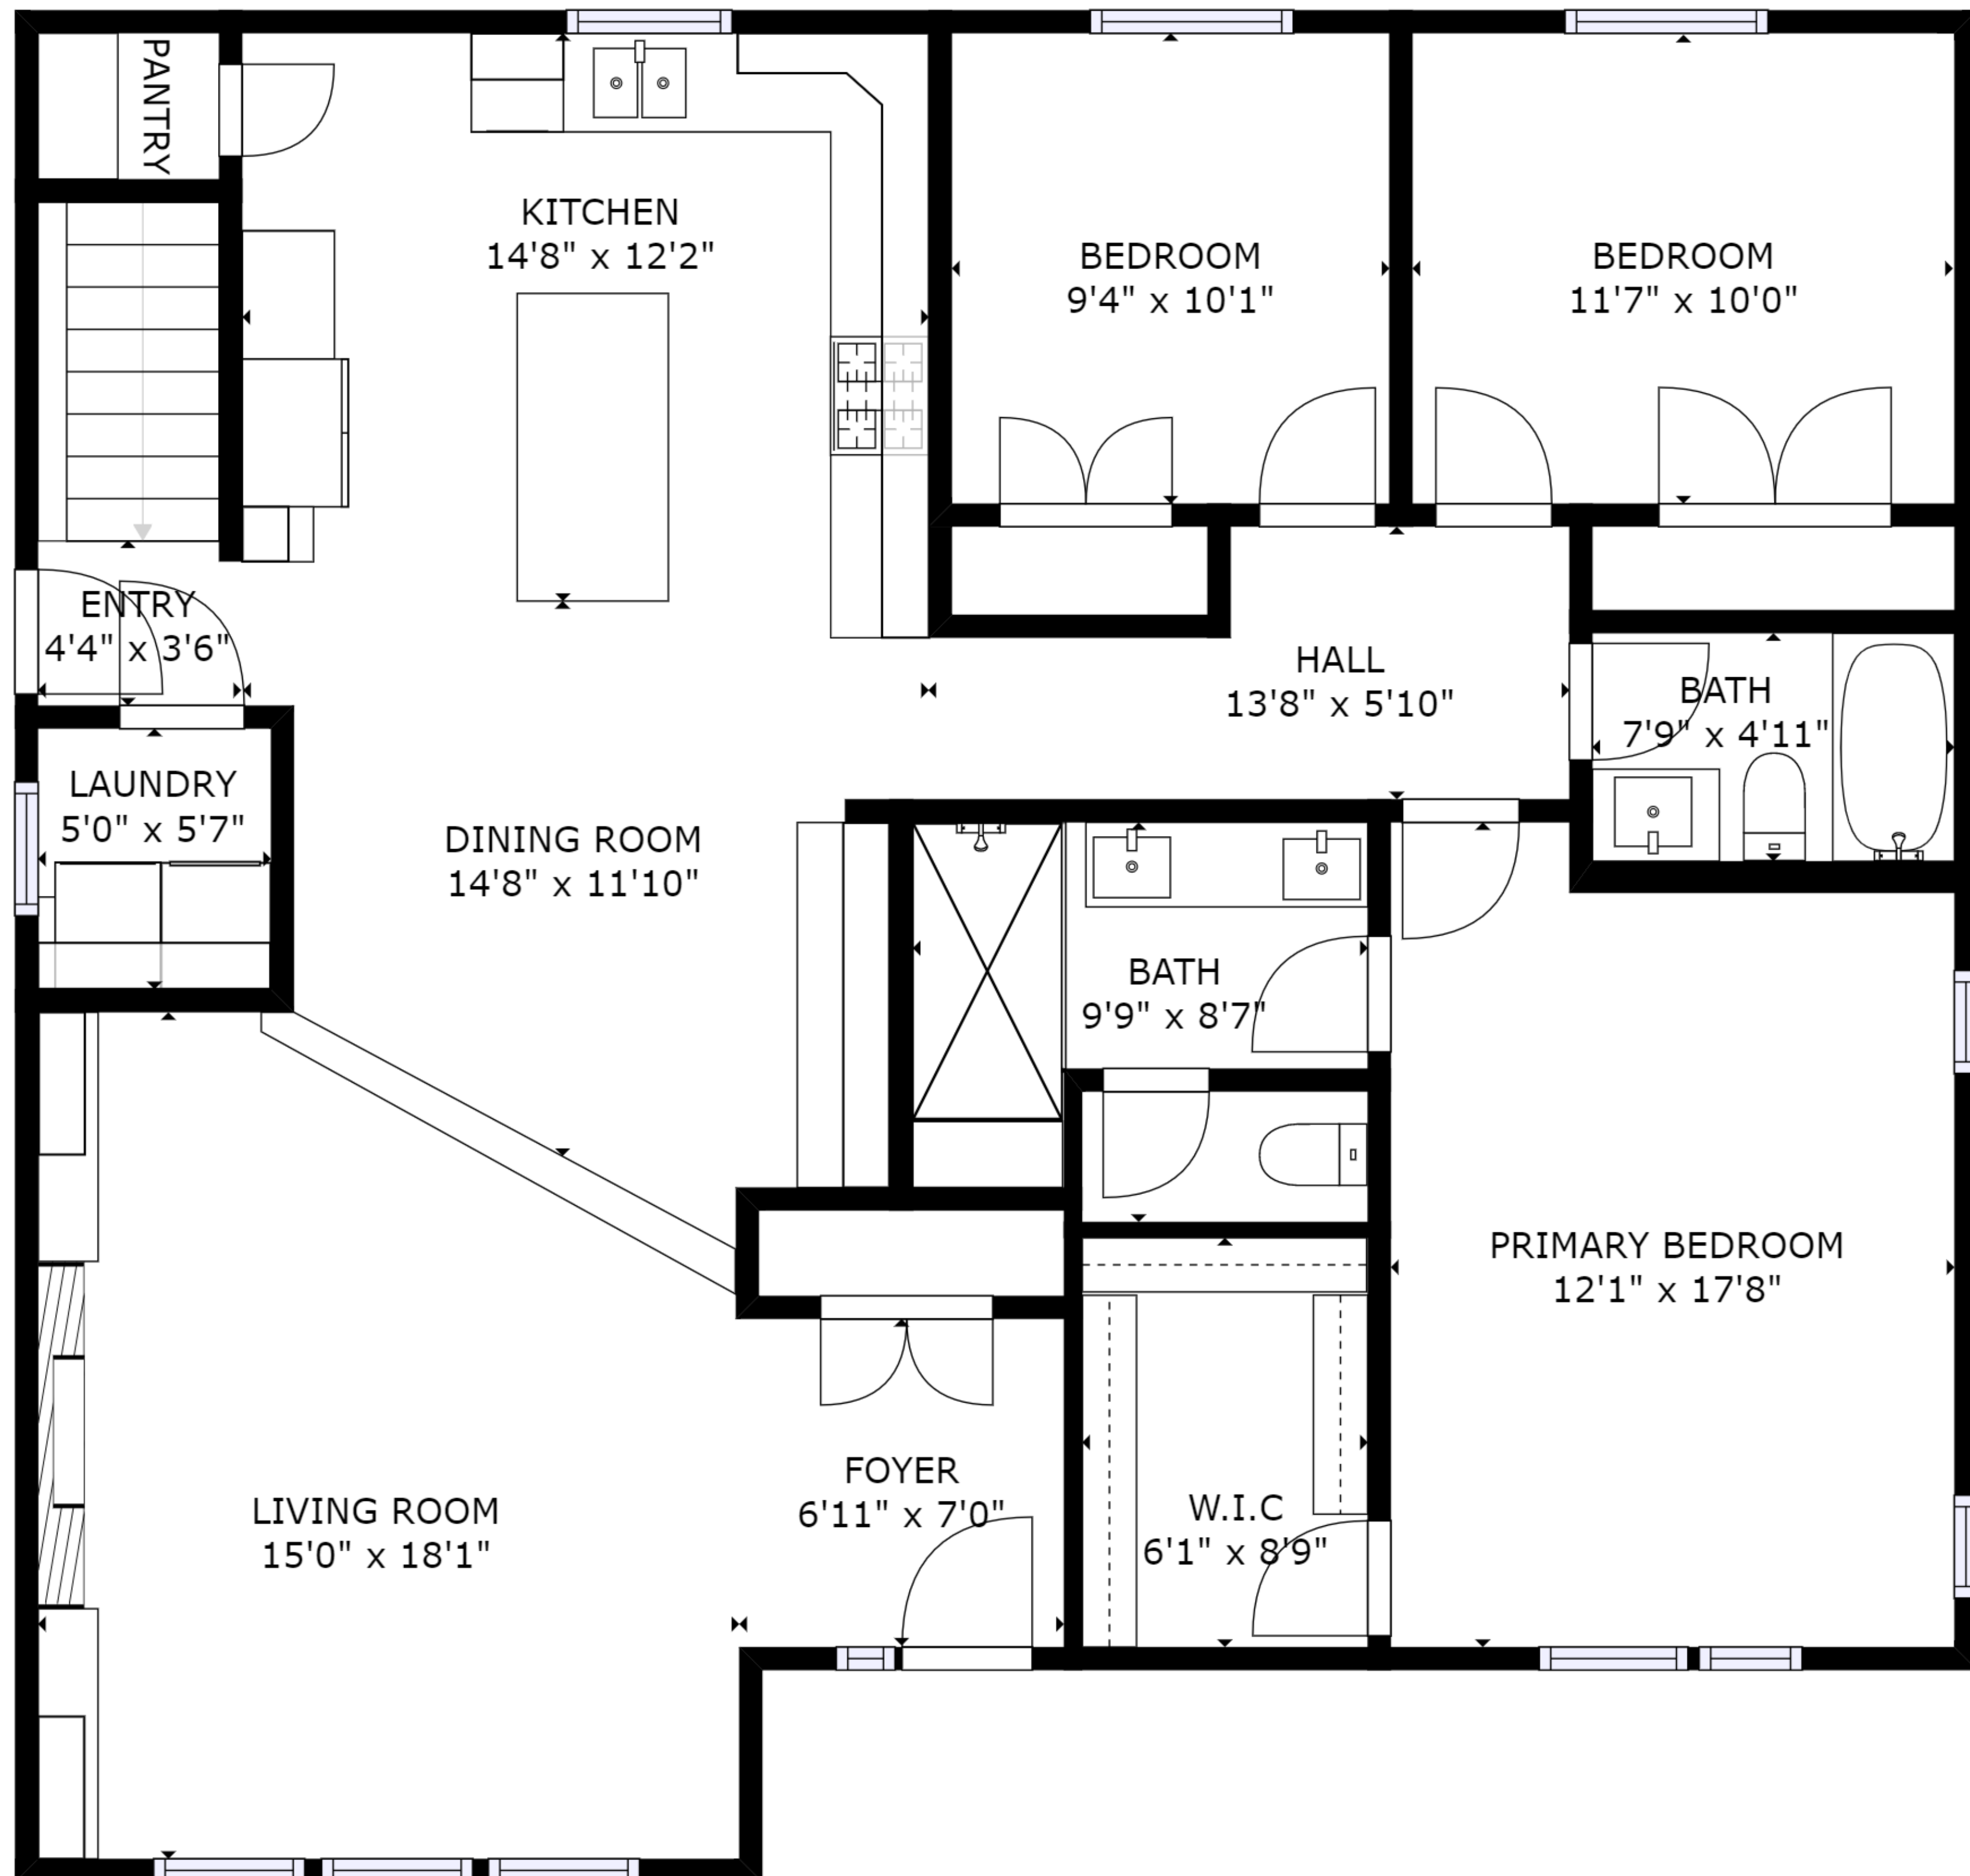 PANTRY
KITCHEN
14'8" x 12'2"
BEDROOM
9'4" x 10'1"
BEDROOM
11'7" x 10'0"
ENTRY
4'4" x 3'6"
HALL
13'8" x 5'10"
BATH
7'9" x 4'11"
LAUNDRY
5'0" x 5'7"
DINING ROOM
14'8" x 11'10"
BATH
9'9" x 8'7"
PRIMARY BEDROOM
12'1" x 17'8"
FOYER
6'11" x 7'0"
LIVING ROOM
15'0" x 18'1"
W.I.C
6'1" x 8'9"